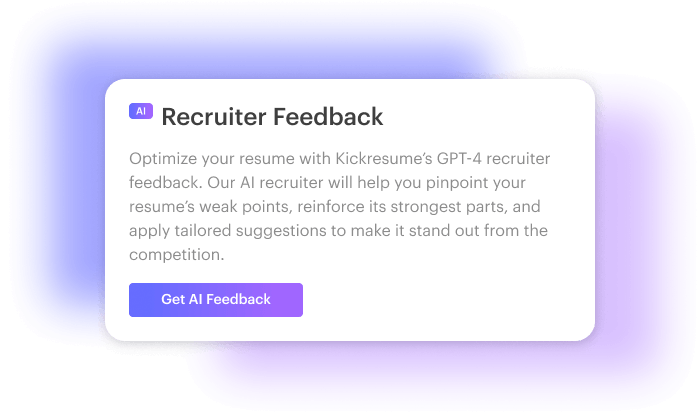 AI Recruiter Feedback
Optimize your resume with Kickresume’s GPT-4 recruiter
feedback. Our AI recruiter will help you pinpoint your
resume’s weak points, reinforce its strongest parts, and
apply tailored suggestions to make it stand out from the
competition.
Get AI Feedback